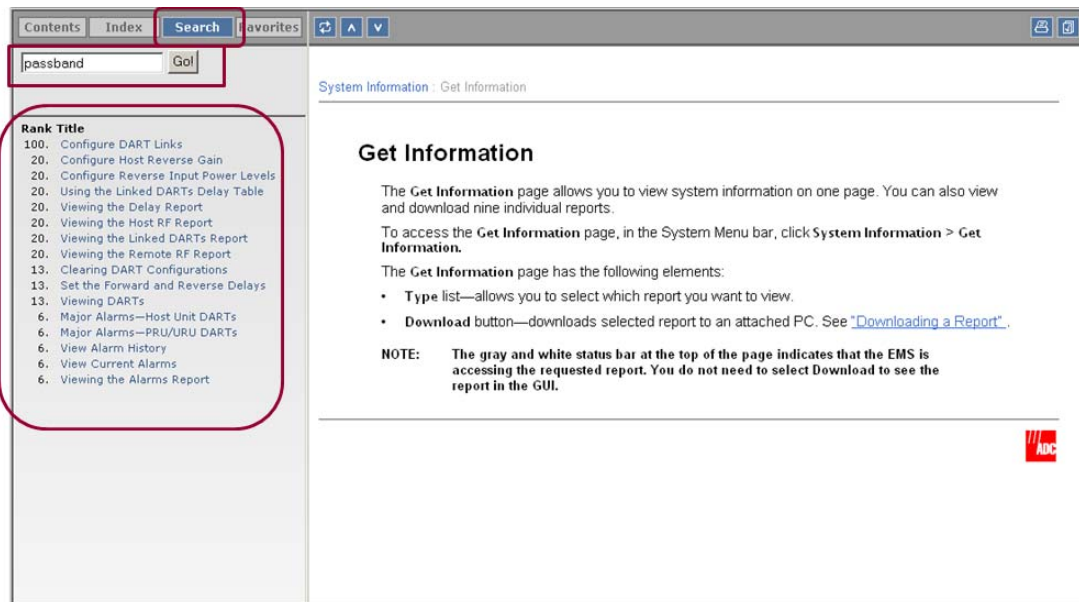 Contents Index Search Favorites
passband Go!
System Information : Get Information
Rank Title
100. Configure DART Links
20. Configure Host Reverse Gain
20. Configure Reverse Input Power Levels
20. Using the Linked DARTs Delay Table
20. Viewing the Delay Report
20. Viewing the Host RF Report
20. Viewing the Linked DARTs Report
20. Viewing the Remote RF Report
13. Clearing DART Configurations
13. Set the Forward and Reverse Delays
13. Viewing DARTs
6. Major Alarms—Host Unit DARTs
6. Major Alarms—PRU/URU DARTs
6. View Alarm History
6. View Current Alarms
6. Viewing the Alarms Report
Get Information
The Get Information page allows you to view system information on one page. You can also view
and download nine individual reports.
To access the Get Information page, in the System Menu bar, click System Information > Get
Information.
The Get Information page has the following elements:
• Type list—allows you to select which report you want to view.
• Download button—downloads selected report to an attached PC. See "Downloading a Report" .
NOTE: The gray and white status bar at the top of the page indicates that the EMS is
accessing the requested report. You do not need to select Download to see the
report in the GUI.
ADC